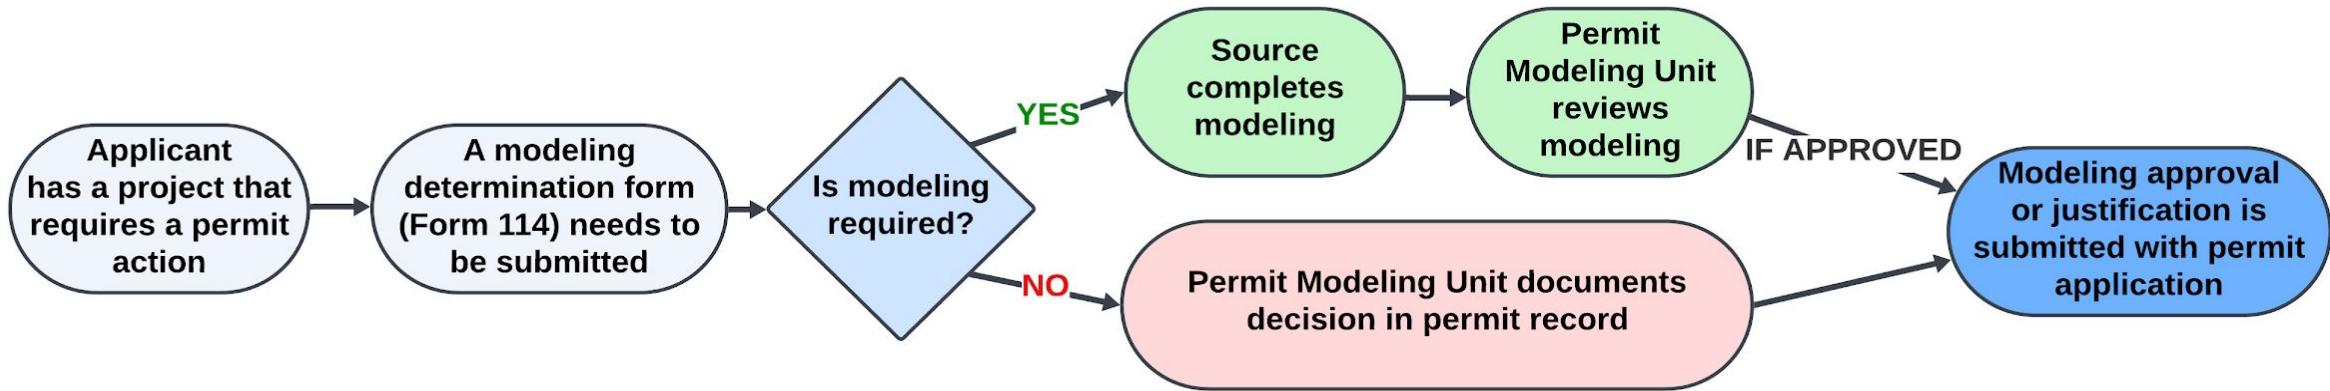 Applicant
has a project that
requires a permit
action
A modeling
determination form
(Form 114) needs to
be submitted
Is modeling
required?
YES
Source
completes
modeling
Permit
Modeling Unit
reviews
modeling
IF APPROVED
NO
Permit Modeling Unit documents
decision in permit record
Modeling approval
or justification is
submitted with permit
application